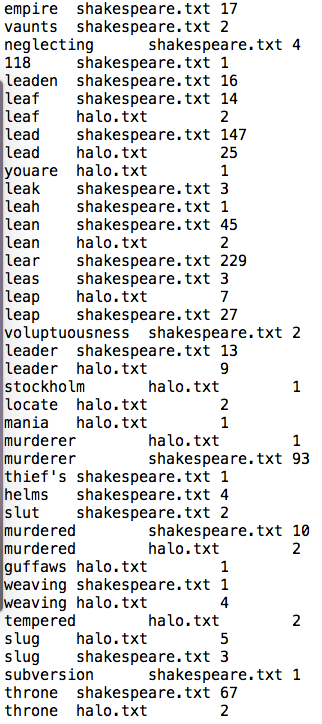 empire shakespeare.txt 17
vaunts shakespeare.txt 2
neglecting shakespeare.txt 4
118 shakespeare.txt 1
leaden shakespeare.txt 16
leaf shakespeare.txt 14
leaf halo.txt 2
lead shakespeare.txt 147
lead halo.txt 25
youare halo.txt 1
leak shakespeare.txt 3
leah shakespeare.txt 1
lean shakespeare.txt 45
lean halo.txt 2
lear shakespeare.txt 229
leas shakespeare.txt 3
leap halo.txt 7
leap shakespeare.txt 27
voluptuousness shakespeare.txt 2
leader shakespeare.txt 13
leader halo.txt 9
stockholm halo.txt 1
locate halo.txt 2
mania halo.txt 1
murderer halo.txt 1
murderer shakespeare.txt 93
thief's shakespeare.txt 1
helms shakespeare.txt 4
slut shakespeare.txt 2
murdered shakespeare.txt 10
murdered halo.txt 2
guffaws halo.txt 1
weaving shakespeare.txt 1
weaving halo.txt 4
tempered halo.txt 2
slug halo.txt 5
slug shakespeare.txt 3
subversion shakespeare.txt 1
throne shakespeare.txt 67
throne halo.txt 2